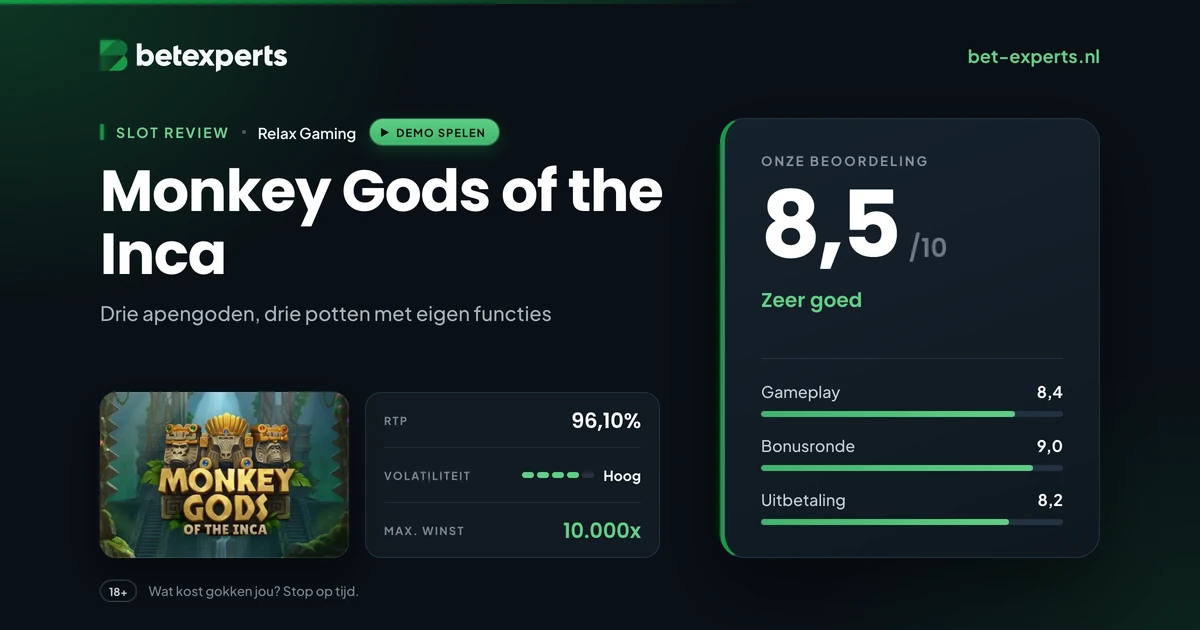 betexperts
bet-experts.nl
SLOT REVIEW • Relax Gaming ▶ DEMO SPELEN
Monkey Gods of the
Inca
Drie apengoden, drie potten met eigen functies
MONKEY
GODS
OF THE INCA
RTP 96,10%
VOLATILITEIT Hoog
MAX. WINST 10.000x
18+ Wat kost gokken jou? Stop op tijd.
ONZE BEOORDELING
8,5 /10
Zeer goed
Gameplay 8,4
Bonusronde 9,0
Uitbetaling 8,2